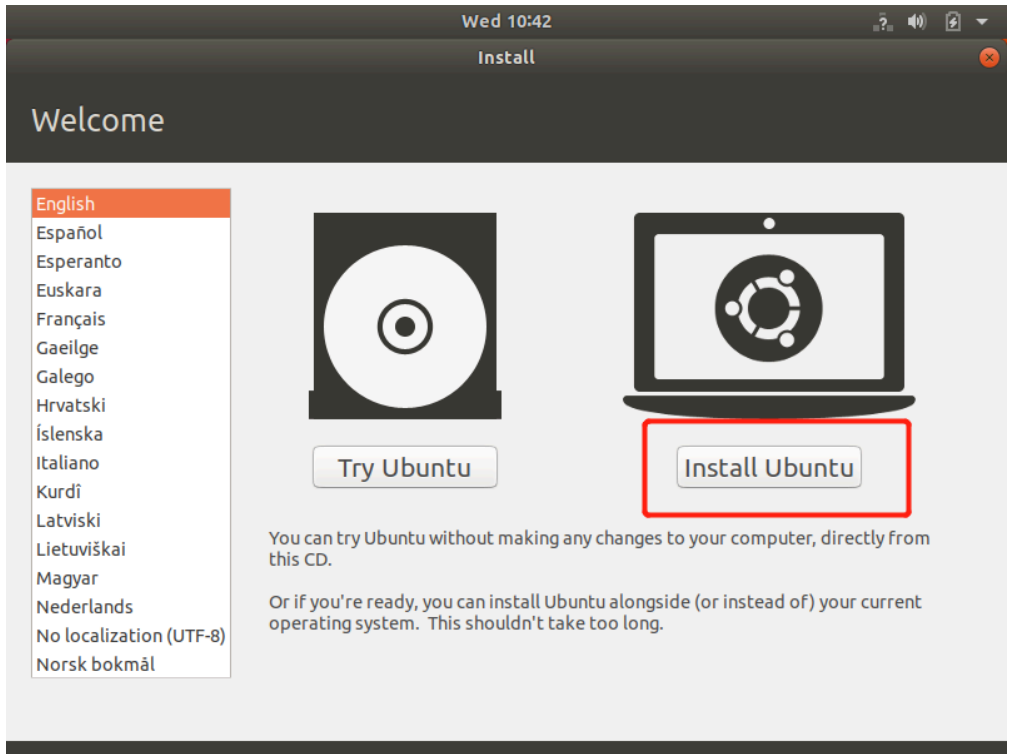 Wed 10:42
Install
Welcome
English
Español
Esperanto
Euskara
Français
Gaeilge
Galego
Hrvatski
Íslenska
Italiano
Kurdî
Latviski
Lietuviškai
Magyar
Nederlands
No localization (UTF-8)
Norsk bokmål
Try Ubuntu
Install Ubuntu
You can try Ubuntu without making any changes to your computer, directly from
this CD.
Or if you're ready, you can install Ubuntu alongside (or instead of) your current
operating system. This shouldn't take too long.